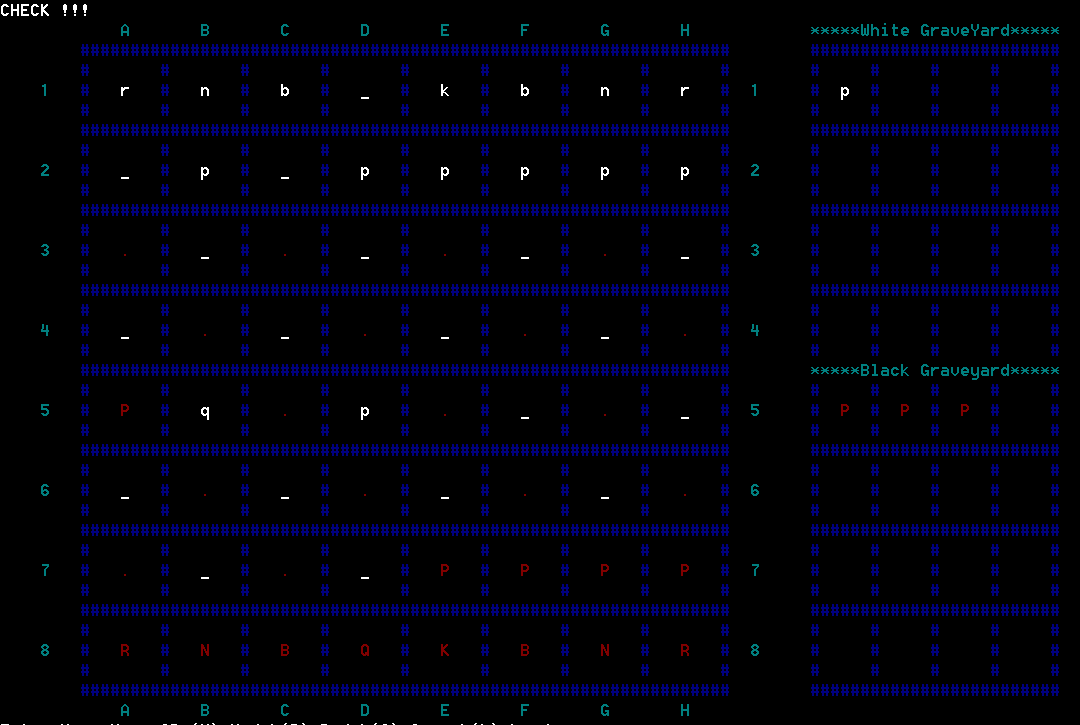 CHECK !!!
A B C D E F G H *****White GraveYard*****
#################################################################  #########################
# # # # # # # # # # # # # #
1 # r # n # b # _ # k # b # n # r # 1 # p # # # #
# # # # # # # # # # # # # #
#################################################################  #########################
# # # # # # # # # # # # # #
2 # _ # p # _ # p # p # p # p # p # 2 # # # # #
# # # # # # # # # # # # # #
#################################################################  #########################
# # # # # # # # # # # # # #
3 # . # _ # . # _ # . # _ # . # _ # 3 # # # # #
# # # # # # # # # # # # # #
#################################################################  #########################
# # # # # # # # # # # # # #
4 # _ # . # _ # . # _ # . # _ # . # 4 # # # # #
# # # # # # # # # # # # # #
################################################################# *****Black Graveyard*****
# # # # # # # # # # # # # #
5 # P # q # . # p # . # _ # . # _ # 5 # P # P # P # #
# # # # # # # # # # # # # #
#################################################################  #########################
# # # # # # # # # # # # # #
6 # _ # . # _ # . # _ # . # _ # . # 6 # # # # #
# # # # # # # # # # # # # #
#################################################################  #########################
# # # # # # # # # # # # # #
7 # . # _ # . # _ # P # P # P # P # 7 # # # # #
# # # # # # # # # # # # # #
#################################################################  #########################
# # # # # # # # # # # # # #
8 # R # N # B # Q # K # B # N # R # 8 # # # # #
# # # # # # # # # # # # # #
#################################################################  #########################
A B C D E F G H